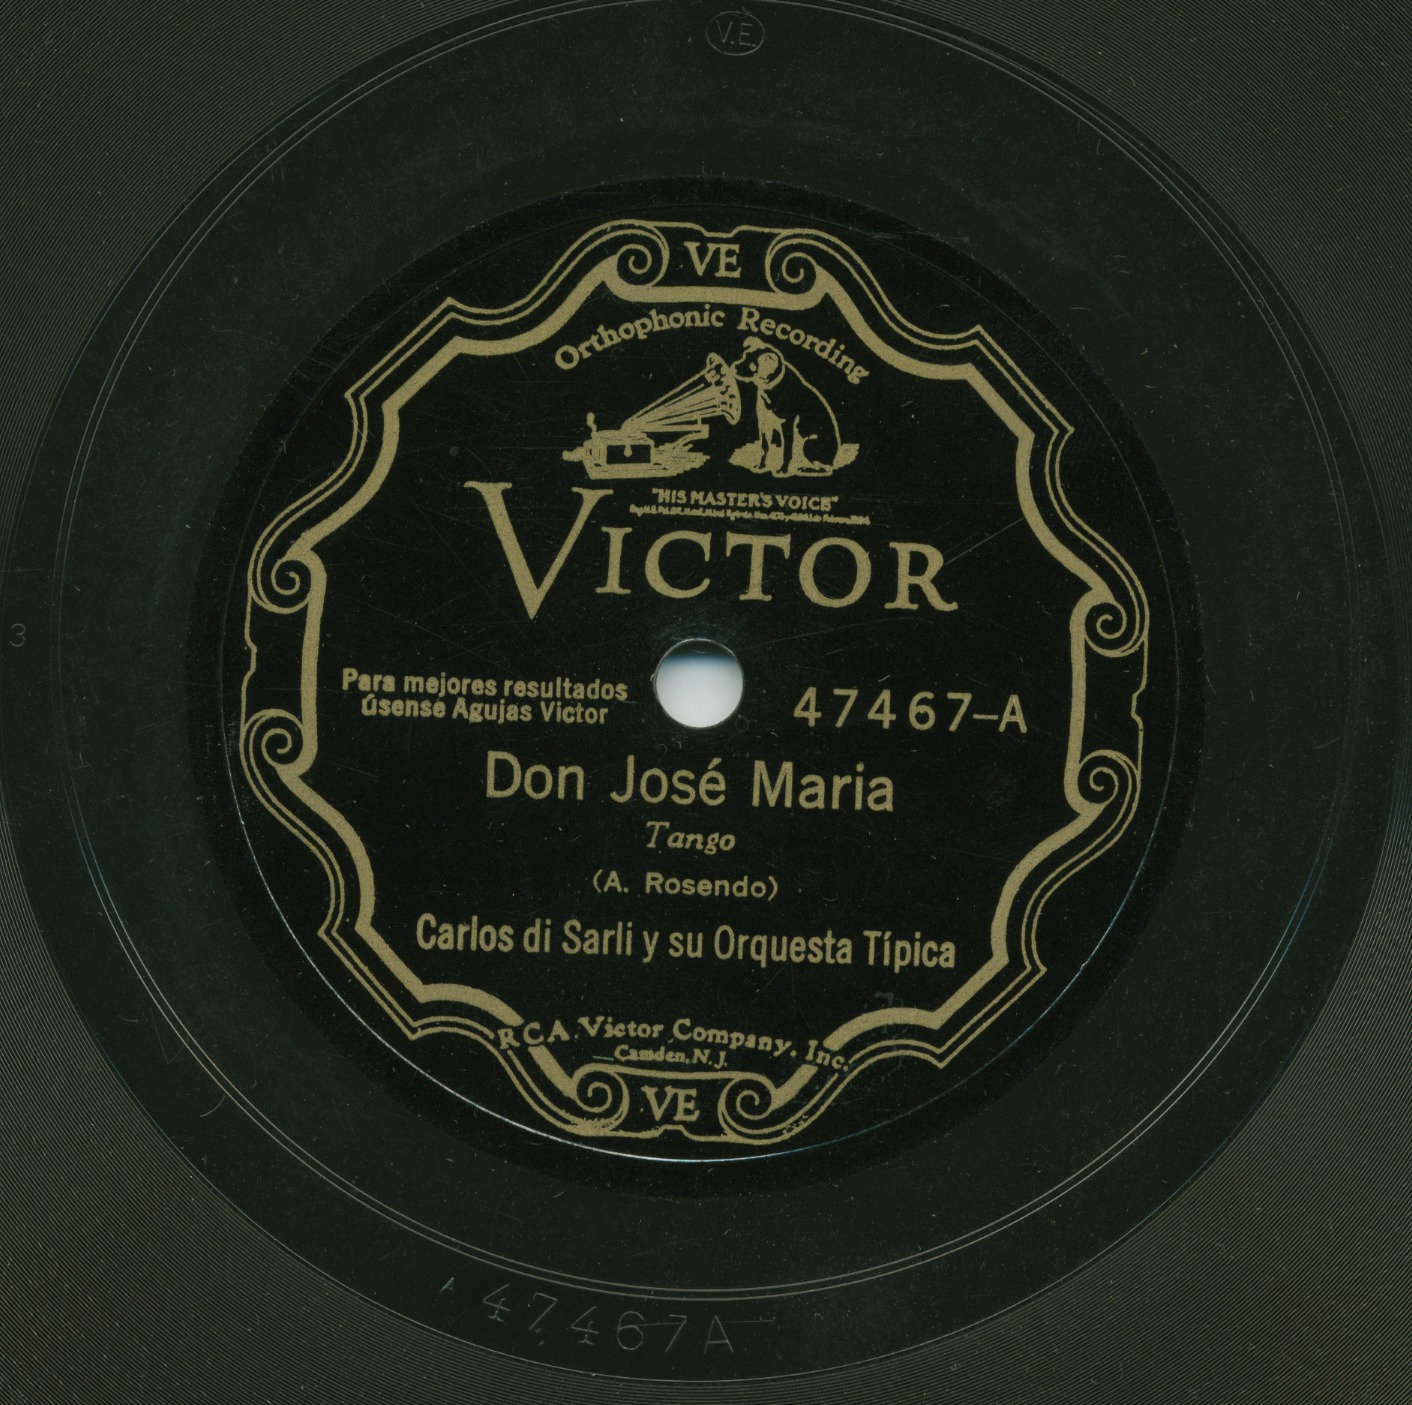 V.E.
VE
Orthophonic Recording
"HIS MASTER'S VOICE"
VICTOR
3
Para mejores resultados
úsense Agujas Victor
47467-A
Don José Maria
Tango
(A. Rosendo)
Carlos di Sarli y su Orquesta Típica
RCA Victor Company, Inc.
Camden, N. J.
VE
A 47467A